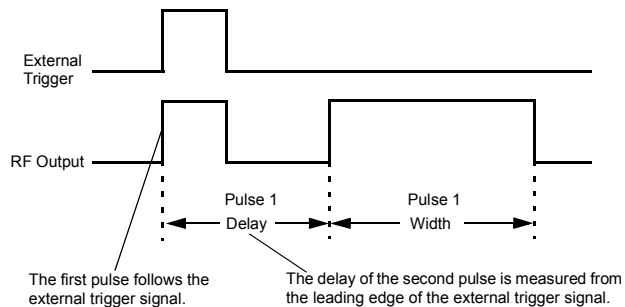 External
Trigger
RF Output
Pulse 1
Delay
Pulse 1
Width
The first pulse follows the
external trigger signal.
The delay of the second pulse is measured from
the leading edge of the external trigger signal.